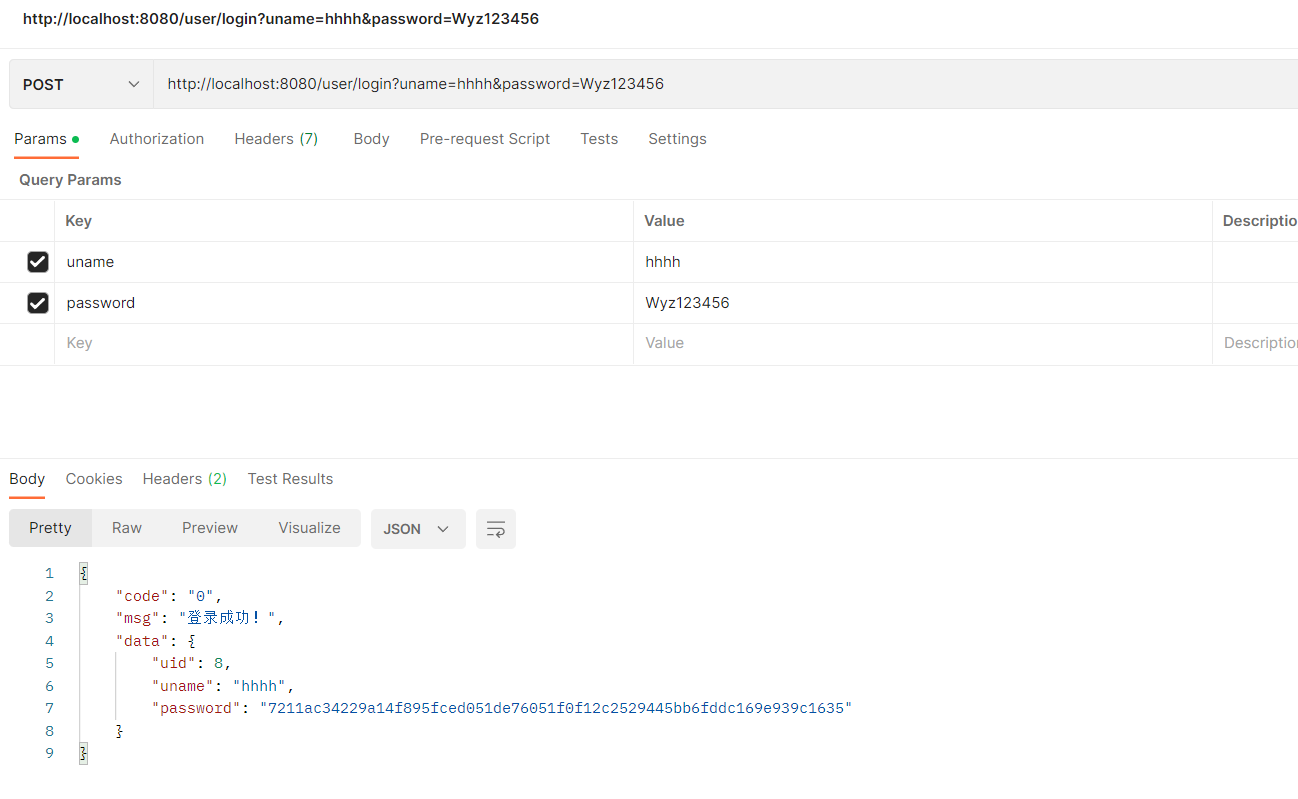 http://localhost:8080/user/login?uname=hhhh&password=Wyz123456
POST http://localhost:8080/user/login?uname=hhhh&password=Wyz123456
Params Authorization Headers (7) Body Pre-request Script Tests Settings
Query Params
Key Value Descriptio
uname hhhh
password Wyz123456
Key Value Description
Body Cookies Headers (2) Test Results
Pretty Raw Preview Visualize JSON
1 {
2 "code": "0",
3 "msg": "登录成功！",
4 "data": {
5 "uid": 8,
6 "uname": "hhhh",
7 "password": "7211ac34229a14f895fced051de76051f0f12c2529445bb6fddc169e939c1635"
8 }
9 }